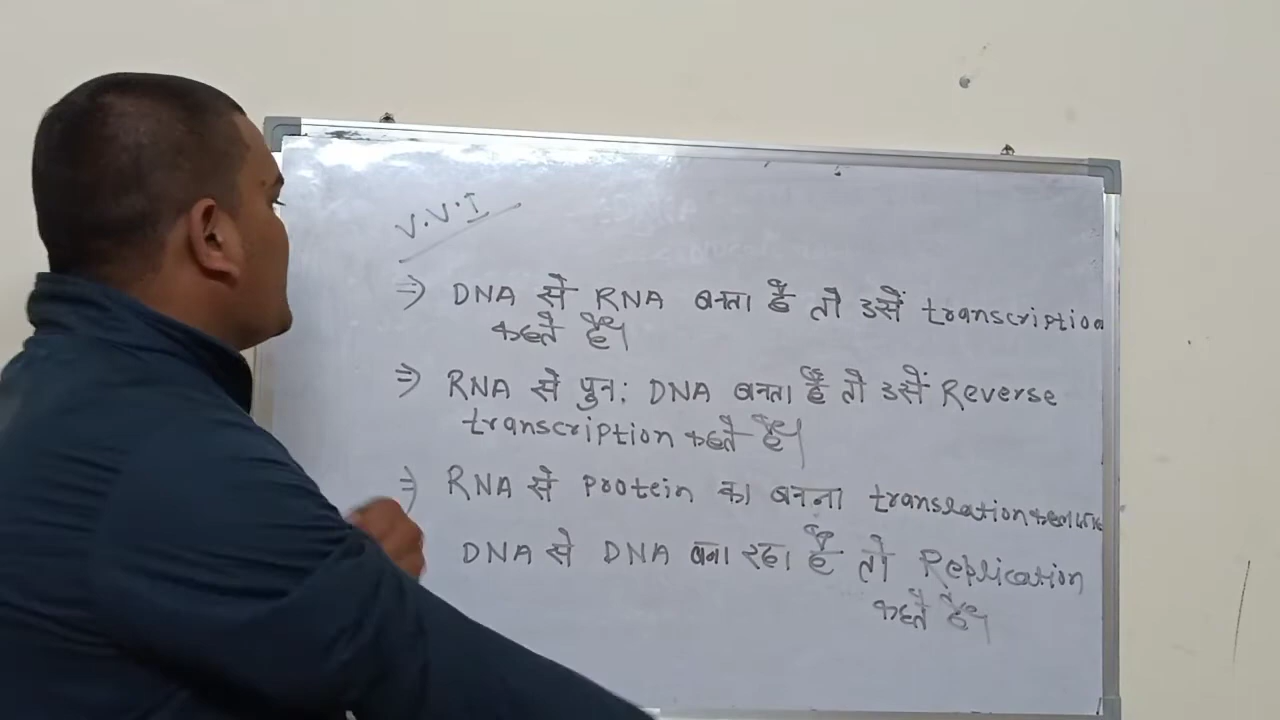 V.V.I
⇒ DNA से RNA बनता है तो उसें transcription
कहते है।
⇒ RNA से पुन: DNA बनता है तो उसें Reverse
transcription कहते है।
⇒ RNA से Protein का बनना translation कहलाता
DNA से DNA बना रहा है तो Replication
कहते है।